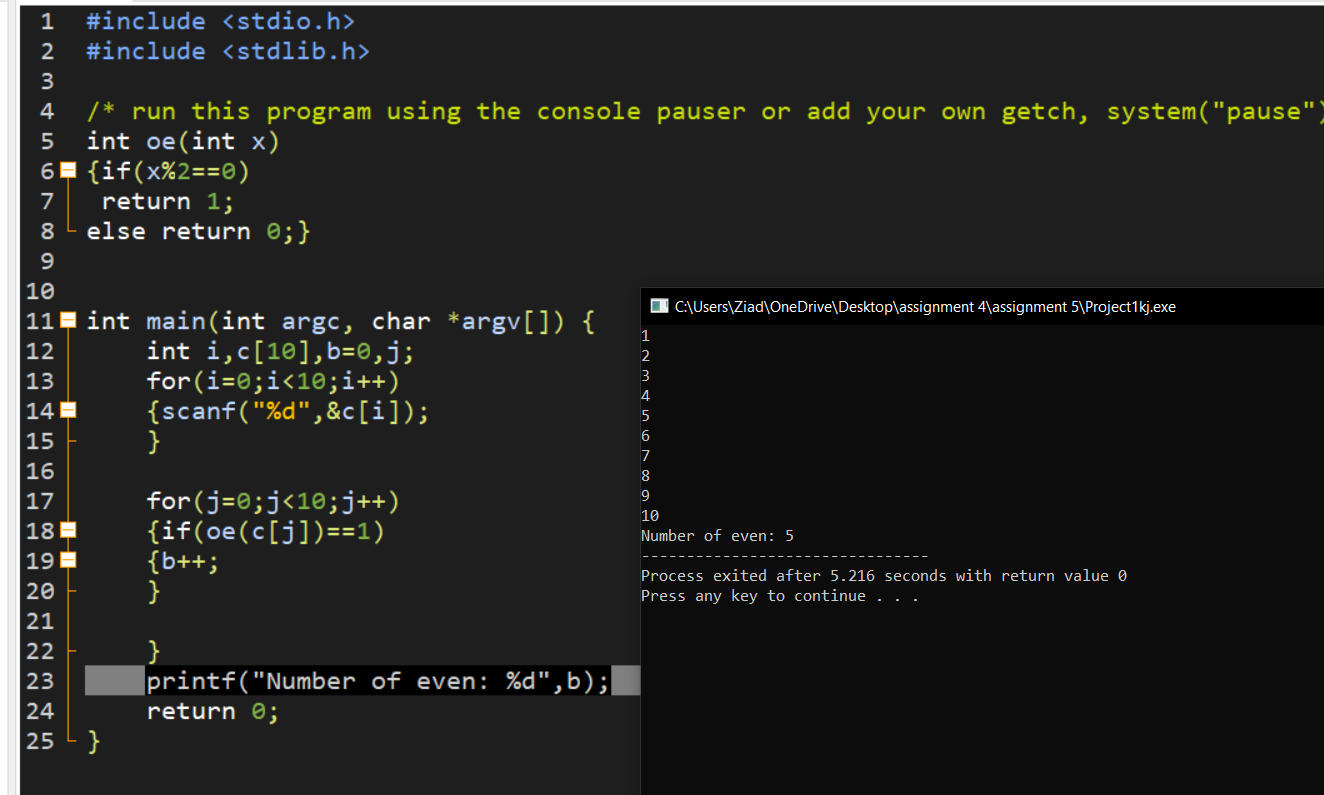 1 #include <stdio.h>
2 #include <stdlib.h>
3
4 /* run this program using the console pauser or add your own getch, system("pause")
5 int oe(int x)
6 {if(x%2==0)
7 return 1;
8 else return 0;}
9
10
11 int main(int argc, char *argv[]) {
12 int i,c[10],b=0,j;
13 for(i=0;i<10;i++)
14 {scanf("%d",&c[i]);
15 }
16
17 for(j=0;j<10;j++)
18 {if(oe(c[j])==1)
19 {b++;
20 }
21
22 }
23 printf("Number of even: %d",b);
24 return 0;
25 }
C:\Users\Ziad\OneDrive\Desktop\assignment 4\assignment 5\Project1kj.exe
1
2
3
4
5
6
7
8
9
10
Number of even: 5
--------------------------------
Process exited after 5.216 seconds with return value 0
Press any key to continue . . .